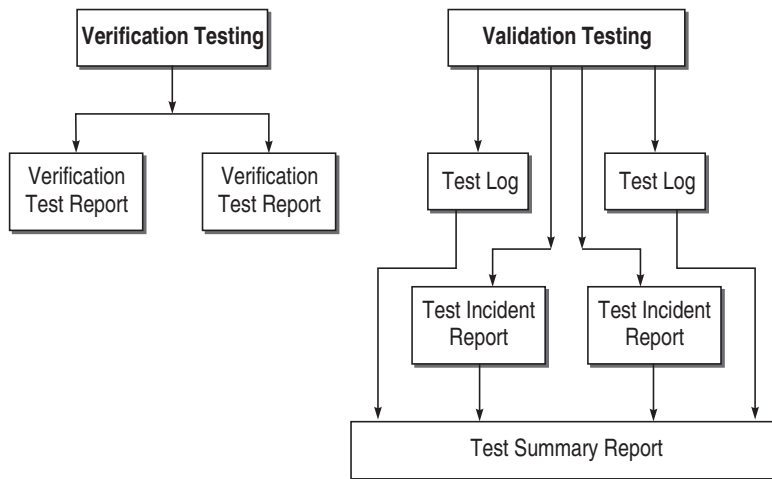 Verification Testing
Validation Testing
Verification
Test Report
Verification
Test Report
Test Log
Test Log
Test Incident
Report
Test Incident
Report
Test Summary Report